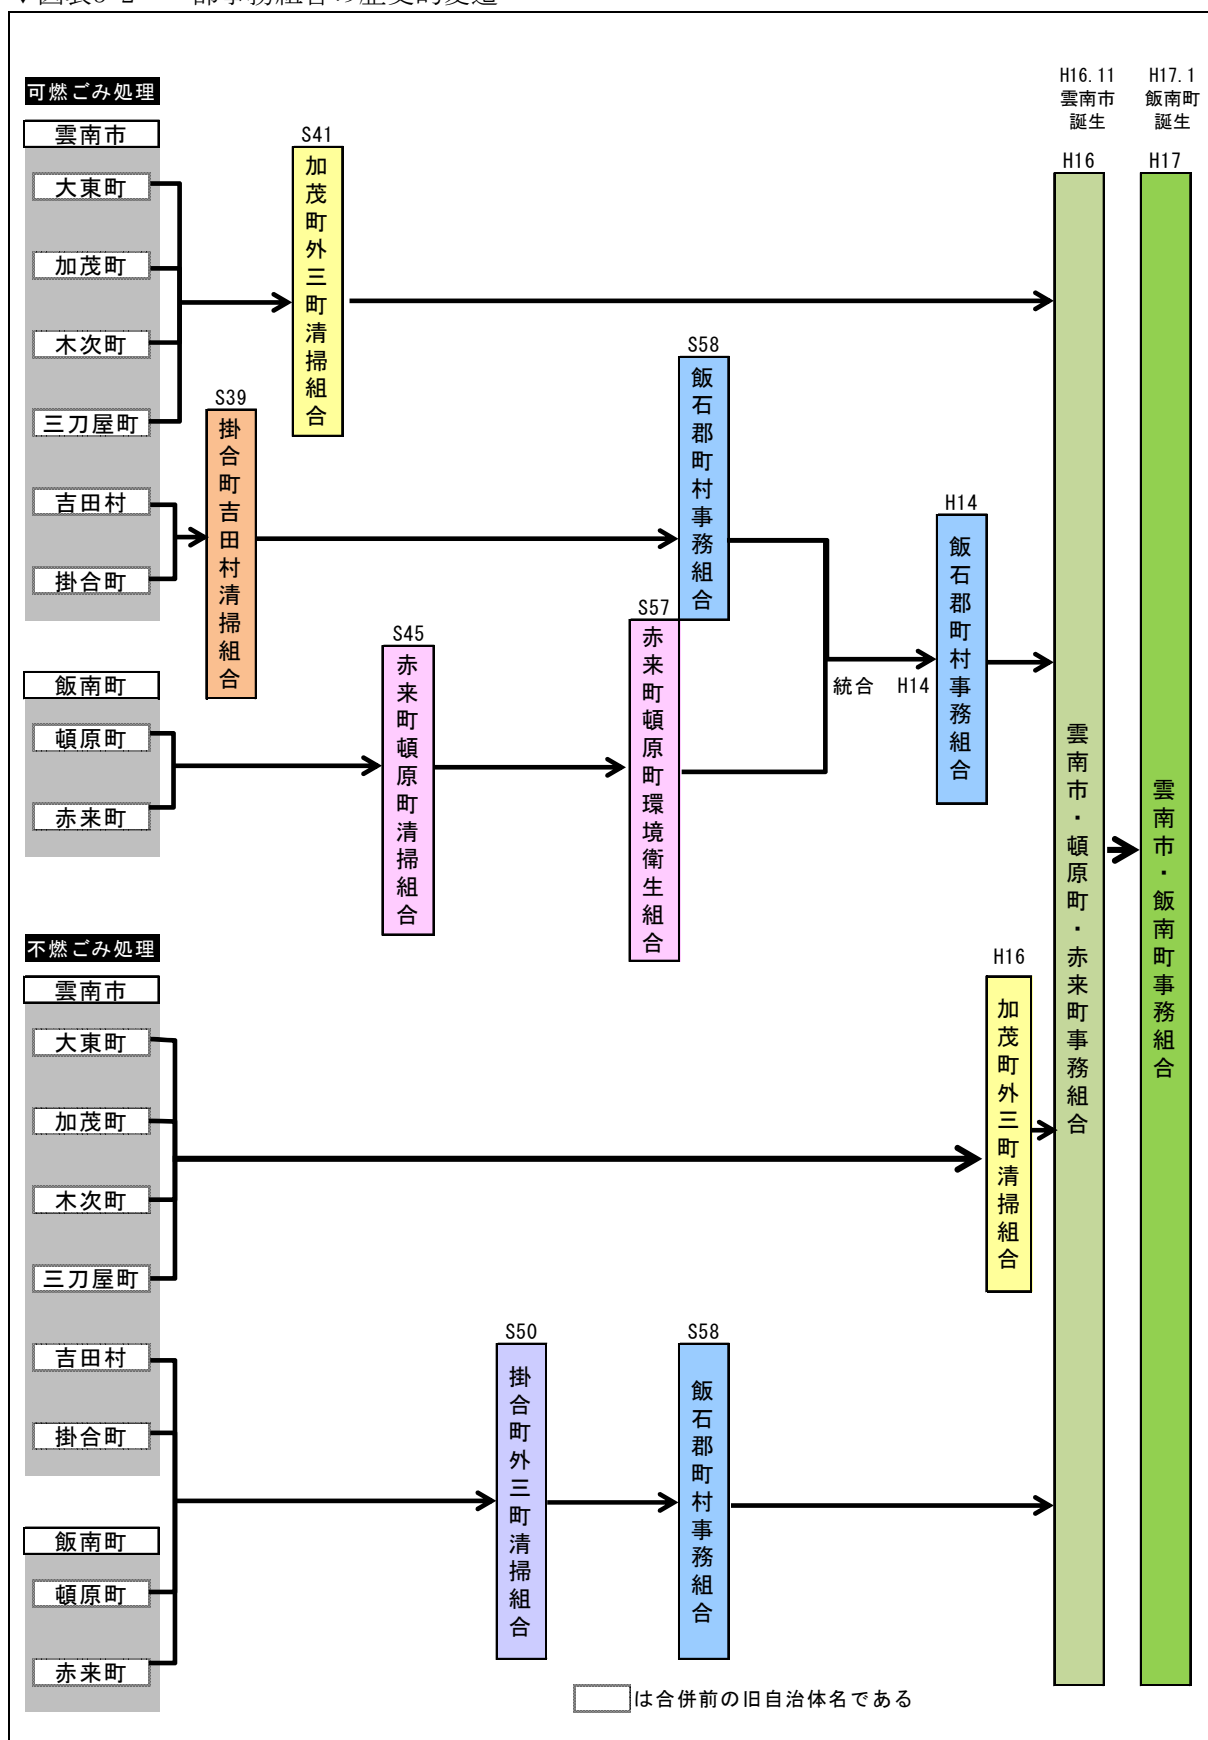 可燃ごみ処理
雲南市
大東町
加茂町
木次町
三刀屋町
吉田村
掛合町
飯南町
頓原町
赤来町
S41
加茂町外三町清掃組合
S39
掛合町吉田村清掃組合
S45
赤来町頓原町清掃組合
S58
飯石郡町村事務組合
S57
赤来町頓原町環境衛生組合
統合 H14
H14
飯石郡町村事務組合
H16.11
雲南市
誕生
H16
雲南市・頓原町・赤来町事務組合
H17.1
飯南町
誕生
H17
雲南市・飯南町事務組合
不燃ごみ処理
雲南市
大東町
加茂町
木次町
三刀屋町
吉田村
掛合町
飯南町
頓原町
赤来町
S50
掛合町外三町清掃組合
S58
飯石郡町村事務組合
H16
加茂町外三町清掃組合
は合併前の旧自治体名である